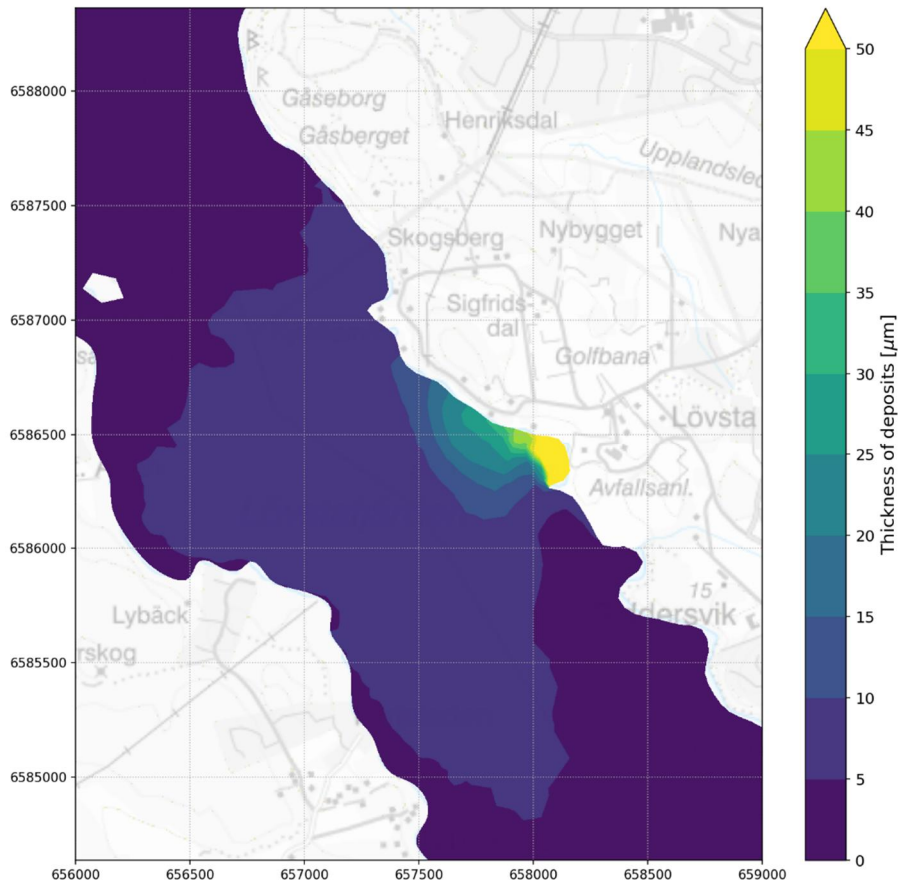 6588000
6587500
6587000
6586500
6586000
6585500
6585000
656000 656500 657000 657500 658000 658500 659000
Gåseborg
Gåsberget
Henriksdal
Upplandsled
Skogsberg
Nybygget
Nya
Sigfrids-
dal
Golfbana
Lövsta
Avfallsanl.
15
ldersvik
Lybäck
rskog
50
45
40
35
30
25
20
15
10
5
0
Thickness of deposits [μm]